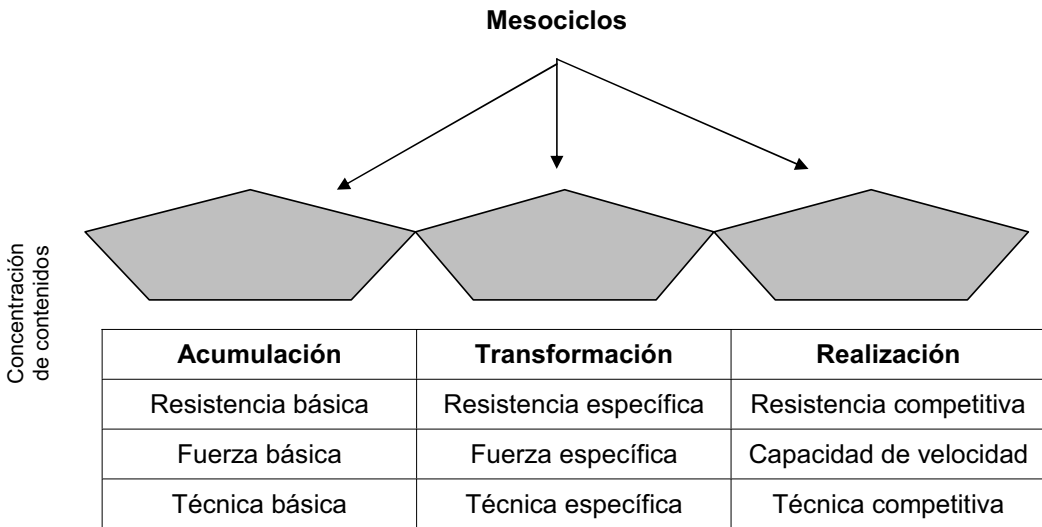 Mesociclos
Concentración
de contenidos
Acumulación Transformación Realización
Resistencia básica Resistencia específica Resistencia competitiva
Fuerza básica Fuerza específica Capacidad de velocidad
Técnica básica Técnica específica Técnica competitiva